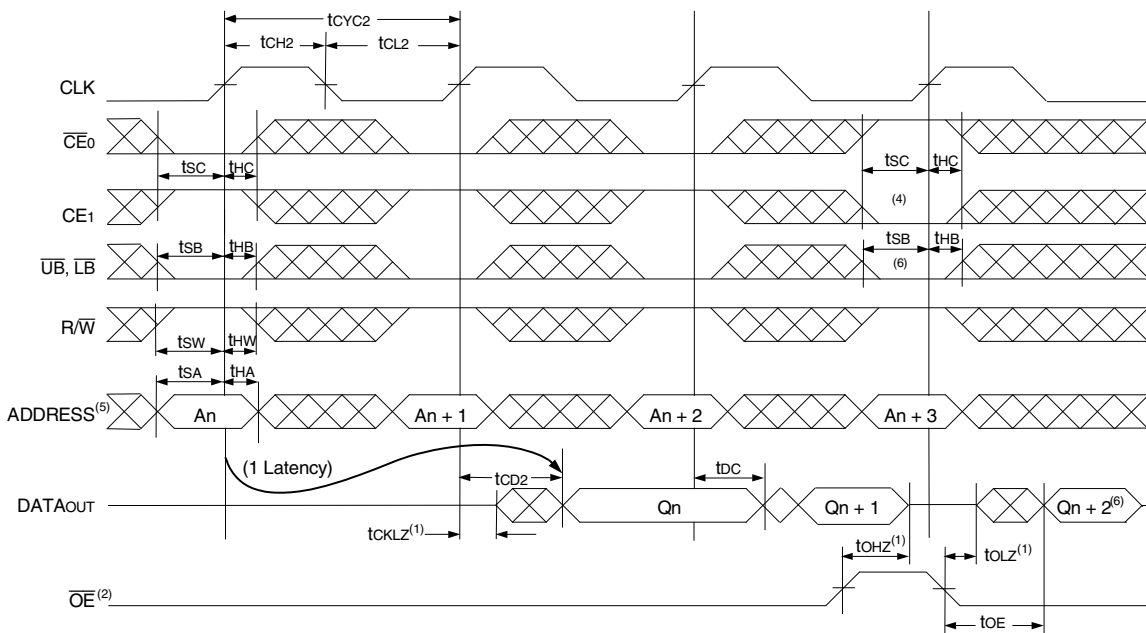 tCYC2
tCH2 tCL2
CLK
CE0
tSC tHC tSC tHC
CE1 (4)
tSB tHB tSB tHB
UB, LB (6)
R/W
tSW tHW
tSA tHA
ADDRESS(5) An An + 1 An + 2 An + 3
(1 Latency) tCD2 tDC
DATAOUT Qn Qn + 1 Qn + 2(6)
tCKLZ(1) tOHZ(1) tOLZ(1)
OE(2)
tOE